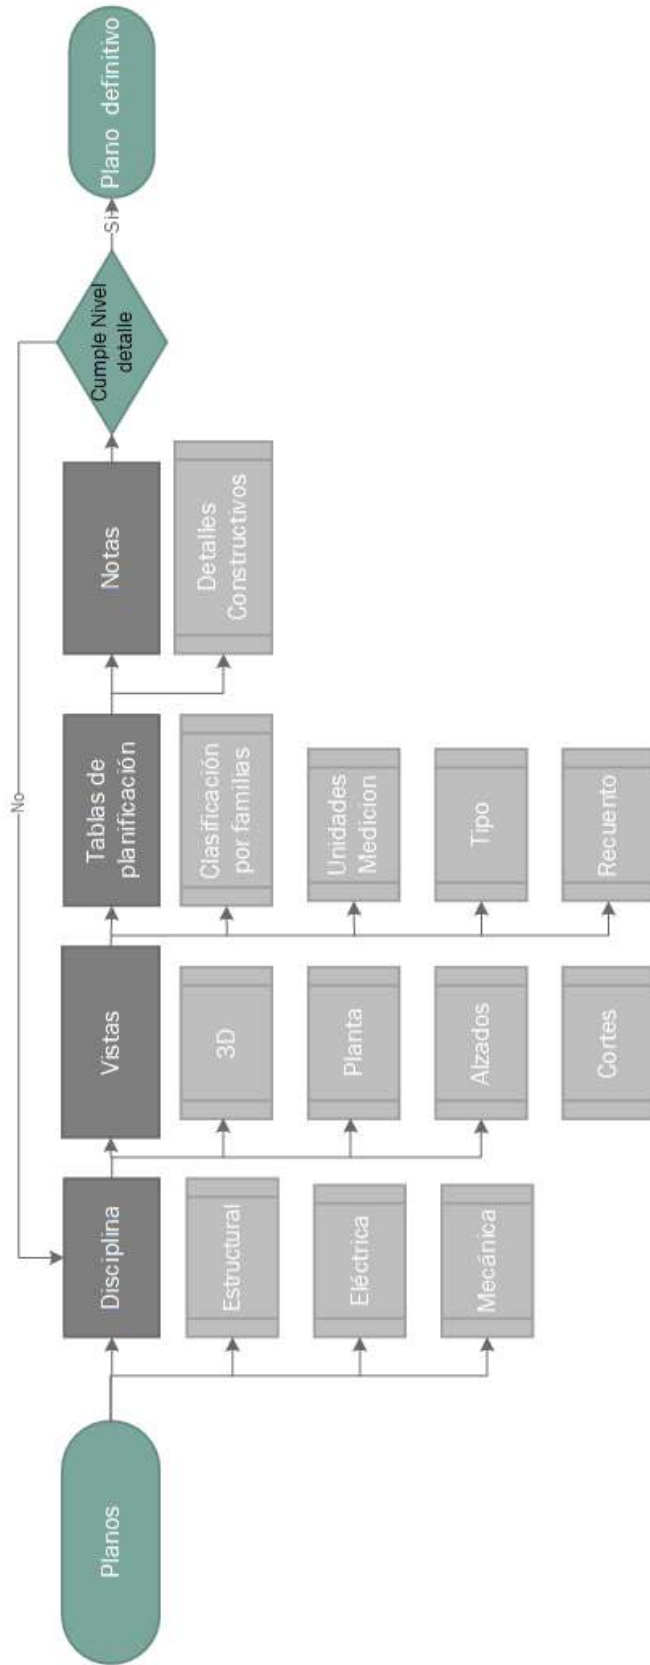 Planos
Disciplina
Estructural
Eléctrica
Mecánica
Vistas
3D
Planta
Alzados
Cortes
Tablas de
planificación
Clasificación
por familias
Unidades
Medicion
Tipo
Recuento
Notas
Detalles
Constructivos
Cumple Nivel
detalle
No
Si
Plano definitivo